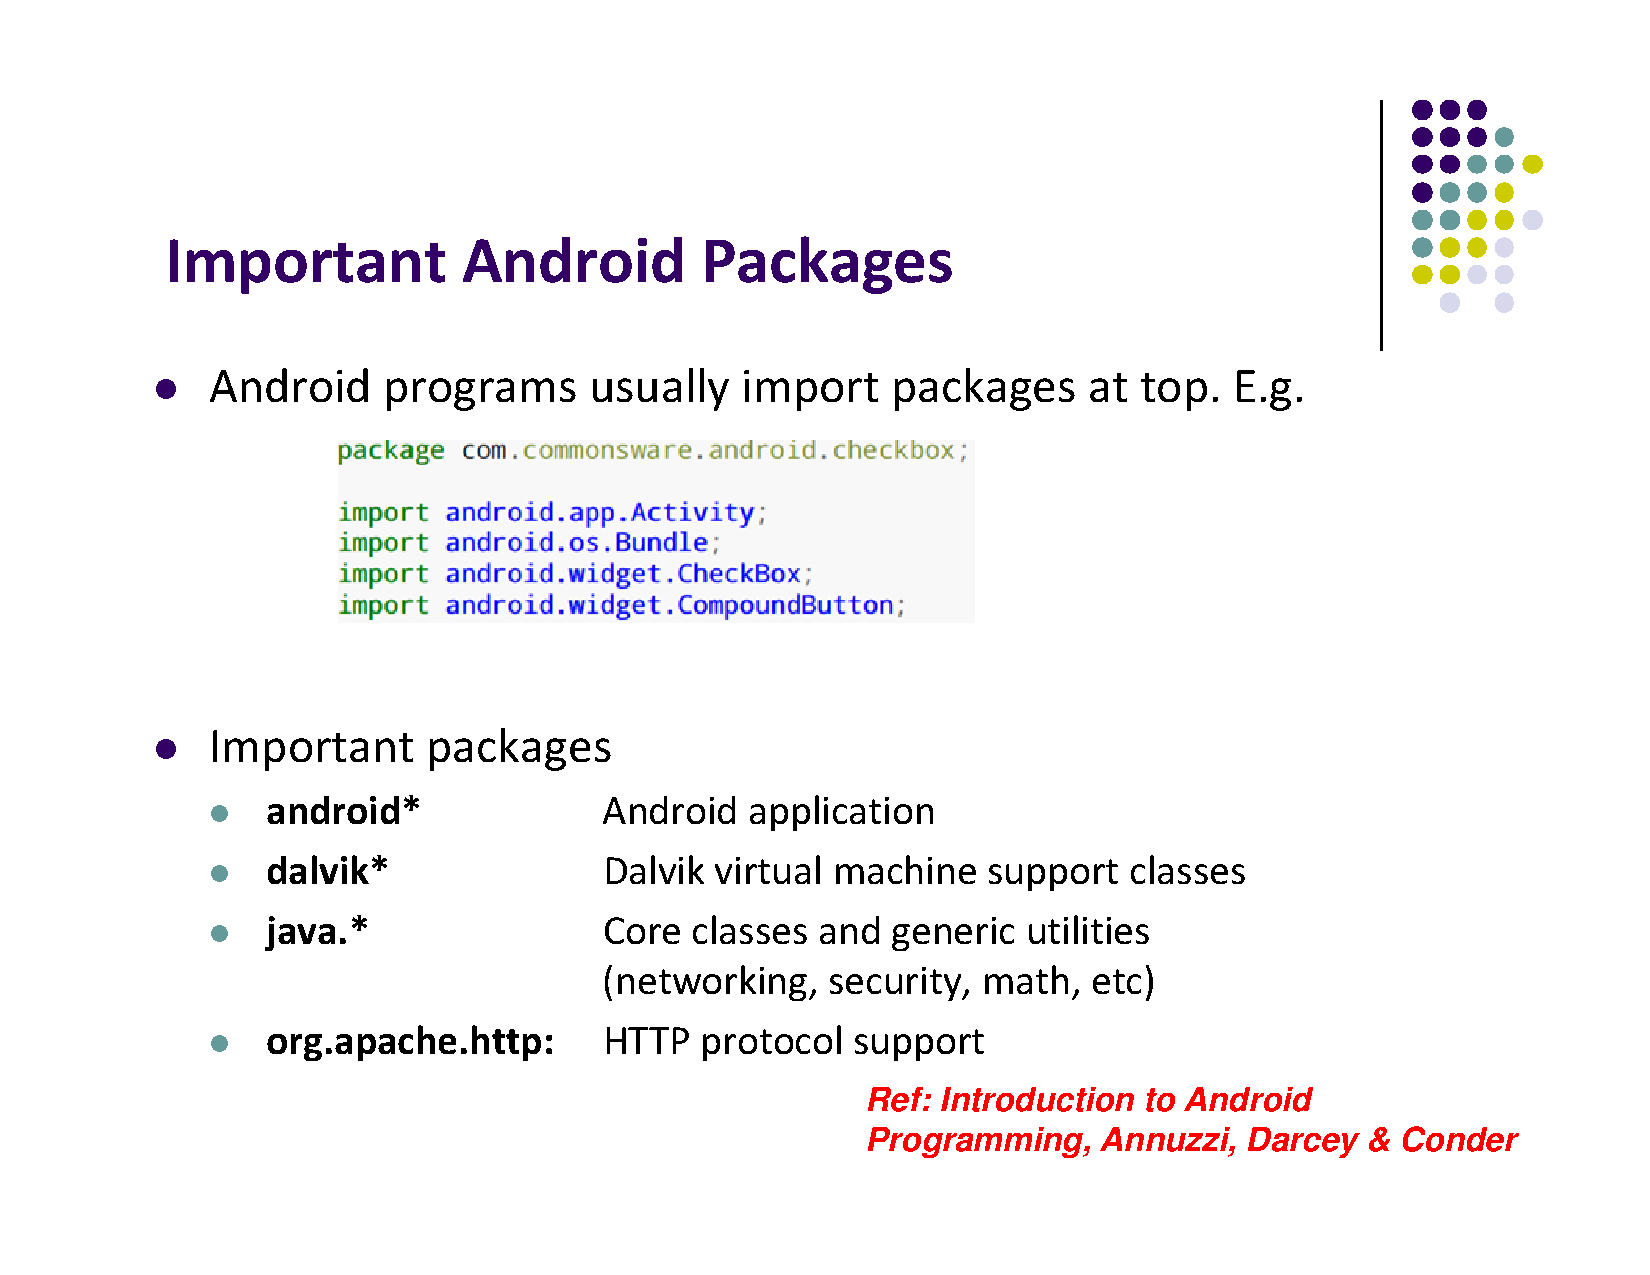 Important Android Packages
Android programs usually import packages at top. E.g.
package com.commonsware.android.checkbox;
import android.app.Activity;
import android.os.Bundle;
import android.widget.CheckBox;
import android.widget.CompoundButton;
Important packages
android* Android application
dalvik* Dalvik virtual machine support classes
java.* Core classes and generic utilities
(networking, security, math, etc)
org.apache.http: HTTP protocol support
Ref: Introduction to Android
Programming, Annuzzi, Darcey & Conder